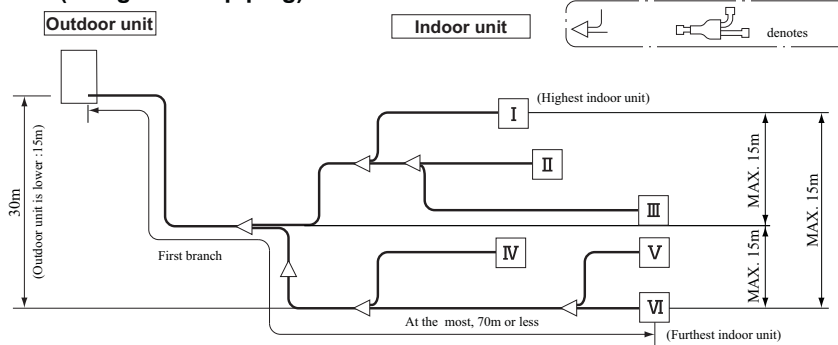 Outdoor unit
Indoor unit
denotes
(Highest indoor unit)
I
II
III
IV
V
VI
30m
(Outdoor unit is lower :15m)
First branch
MAX. 15m
MAX. 15m
MAX. 15m
At the most, 70m or less
(Furthest indoor unit)